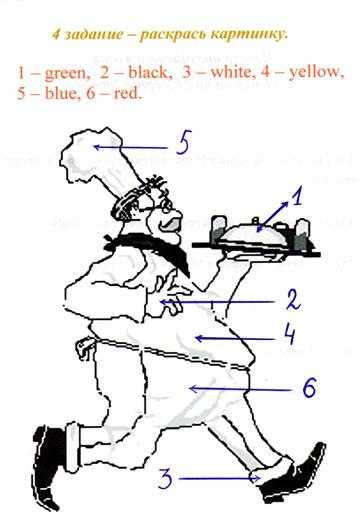 4 задание – раскрась картинку.
1 – green, 2 – black, 3 – white, 4 – yellow,
5 – blue, 6 – red.
5
1
2
4
6
3